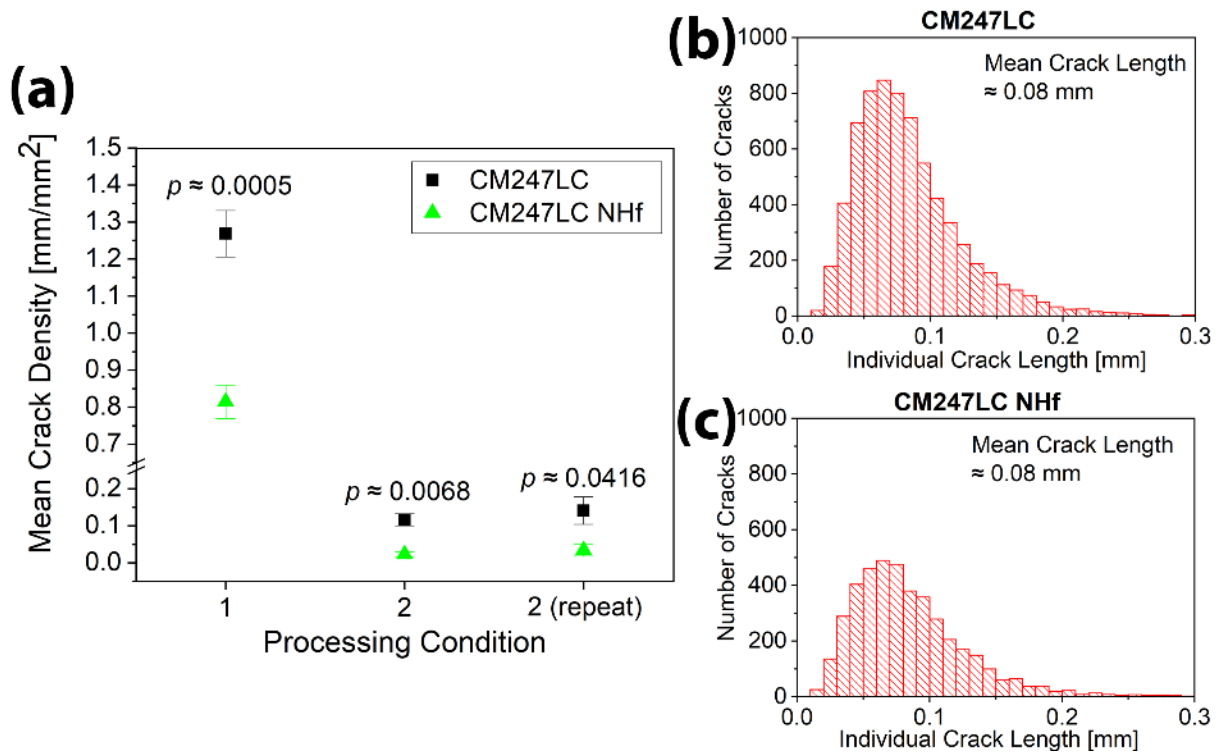 (a)
Mean Crack Density [mm/mm²]
1.5
1.4
1.3
1.2
1.1
1.0
0.9
0.8
0.7
0.2
0.1
0.0
p ≈ 0.0005
p ≈ 0.0068
p ≈ 0.0416
CM247LC
CM247LC NHf
1 2 2 (repeat)
Processing Condition
(b)
CM247LC
Mean Crack Length
≈ 0.08 mm
Number of Cracks
1000
800
600
400
200
0
0.0 0.1 0.2 0.3
Individual Crack Length [mm]
(c)
CM247LC NHf
Mean Crack Length
≈ 0.08 mm
Number of Cracks
1000
800
600
400
200
0
0.0 0.1 0.2 0.3
Individual Crack Length [mm]